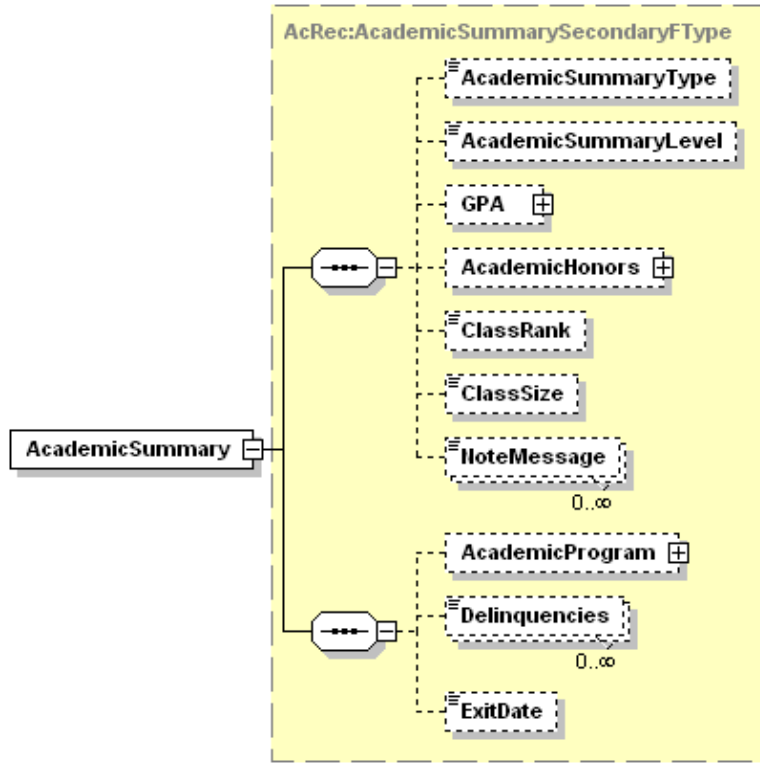 AcRec:AcademicSummarySecondaryFType
AcademicSummaryType
AcademicSummaryLevel
GPA
AcademicHonors
ClassRank
ClassSize
AcademicSummary
NoteMessage
0..∞
AcademicProgram
Delinquencies
0..∞
ExitDate